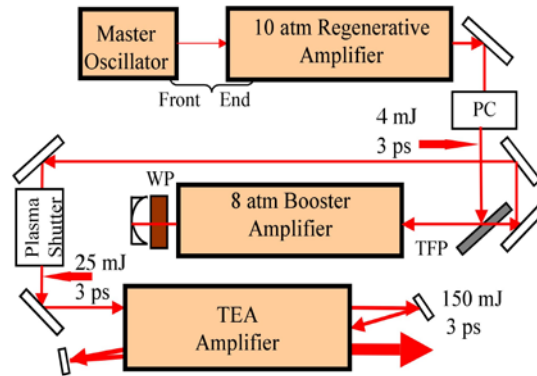 Master
Oscillator
10 atm Regenerative
Amplifier
Front End
PC
4 mJ
3 ps
WP
8 atm Booster
Amplifier
TFP
Plasma
Shutter
25 mJ
3 ps
TEA
Amplifier
150 mJ
3 ps